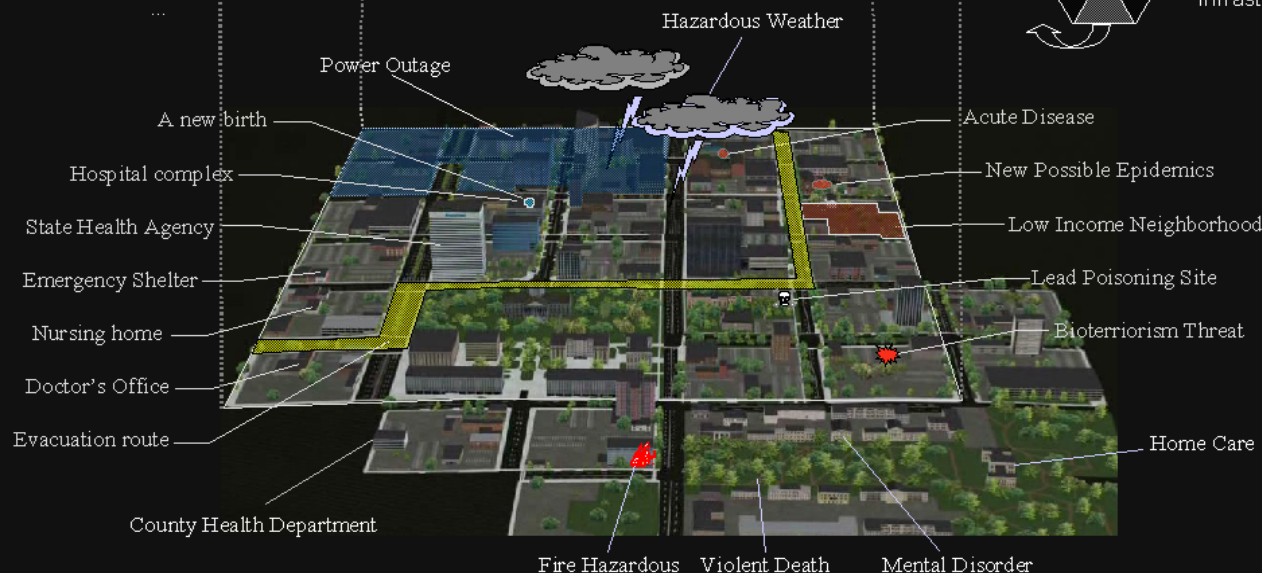 ...
Infrast
Hazardous Weather
Power Outage
A new birth
Acute Disease
Hospital complex
New Possible Epidemics
State Health Agency
Low Income Neighborhood
Emergency Shelter
Lead Poisoning Site
Nursing home
Bioterriorism Threat
Doctor's Office
Evacuation route
Home Care
County Health Department
Fire Hazardous
Violent Death
Mental Disorder